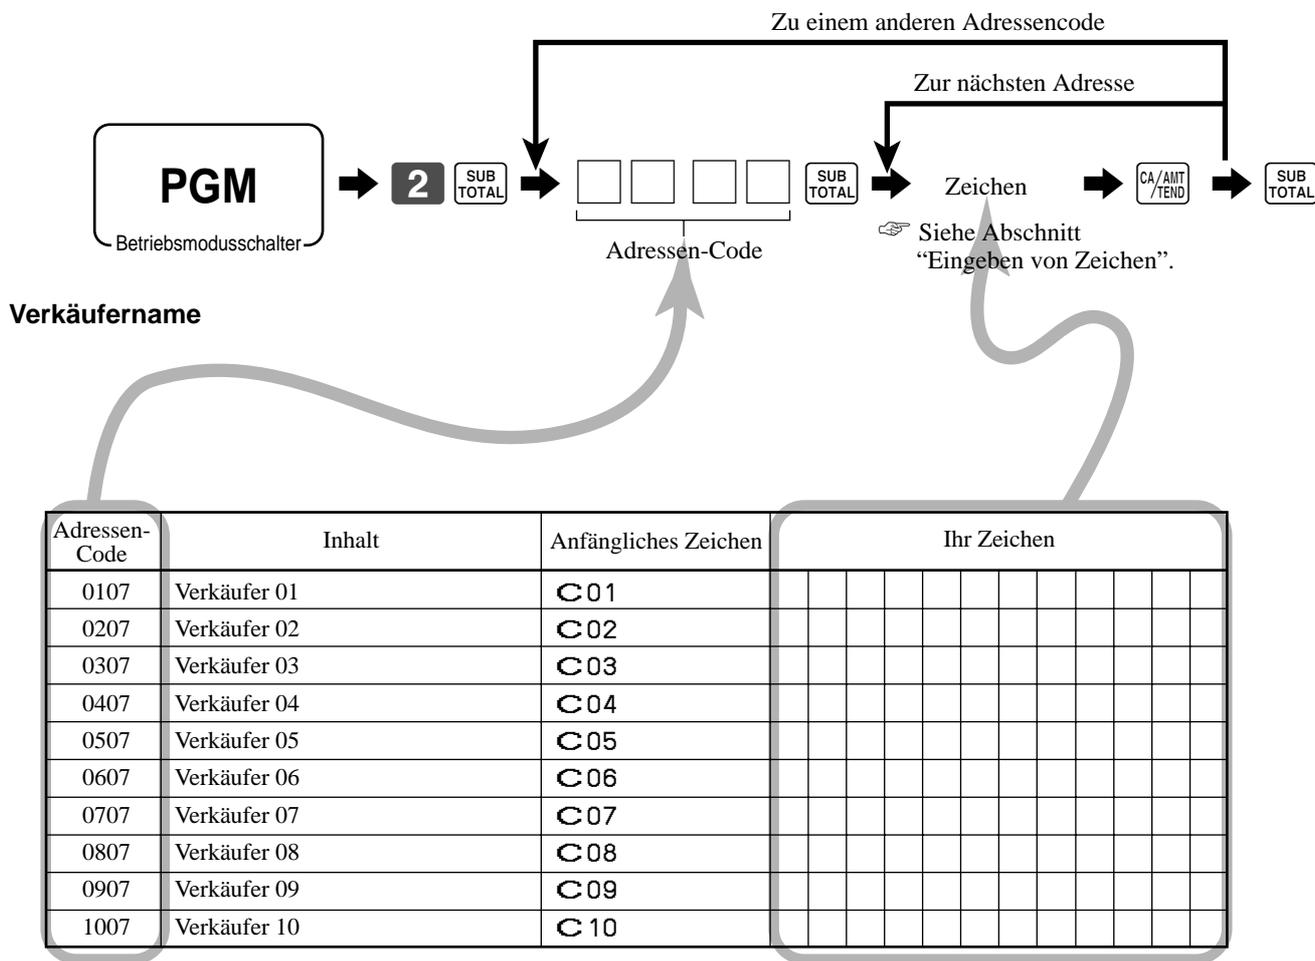 Zu einem anderen Adressencode
Zur nächsten Adresse
PGM
Betriebsmodusschalter
2
SUB
TOTAL
SUB
TOTAL
Zeichen
CA/AMT
/TEND
SUB
TOTAL
Adressen-Code
☞ Siehe Abschnitt
“Eingeben von Zeichen”.
Verkäufername
Adressen-
Code Inhalt Anfängliches Zeichen Ihr Zeichen
0107 Verkäufer 01 C01
0207 Verkäufer 02 C02
0307 Verkäufer 03 C03
0407 Verkäufer 04 C04
0507 Verkäufer 05 C05
0607 Verkäufer 06 C06
0707 Verkäufer 07 C07
0807 Verkäufer 08 C08
0907 Verkäufer 09 C09
1007 Verkäufer 10 C10